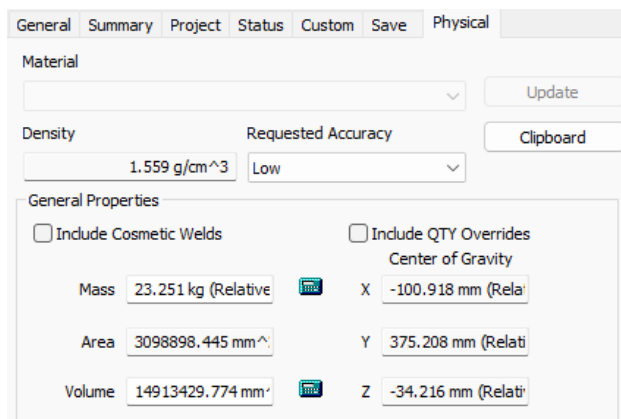 General Summary Project Status Custom Save Physical
Material
Update
Density Requested Accuracy Clipboard
1.559 g/cm^3 Low
General Properties
Include Cosmetic Welds Include QTY Overrides
Center of Gravity
Mass 23.251 kg (Relative X -100.918 mm (Rela
Area 3098898.445 mm^ Y 375.208 mm (Relati
Volume 14913429.774 mm Z -34.216 mm (Relati